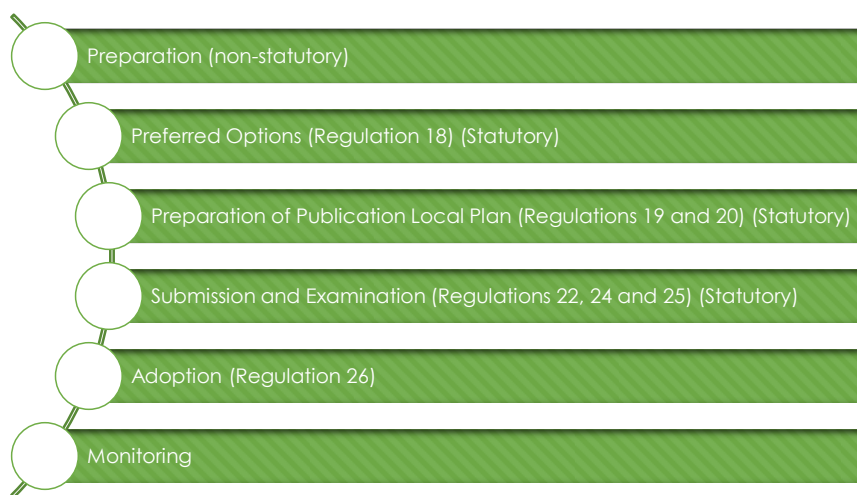 Preparation (non-statutory)
Preferred Options (Regulation 18) (Statutory)
Preparation of Publication Local Plan (Regulations 19 and 20) (Statutory)
Submission and Examination (Regulations 22, 24 and 25) (Statutory)
Adoption (Regulation 26)
Monitoring